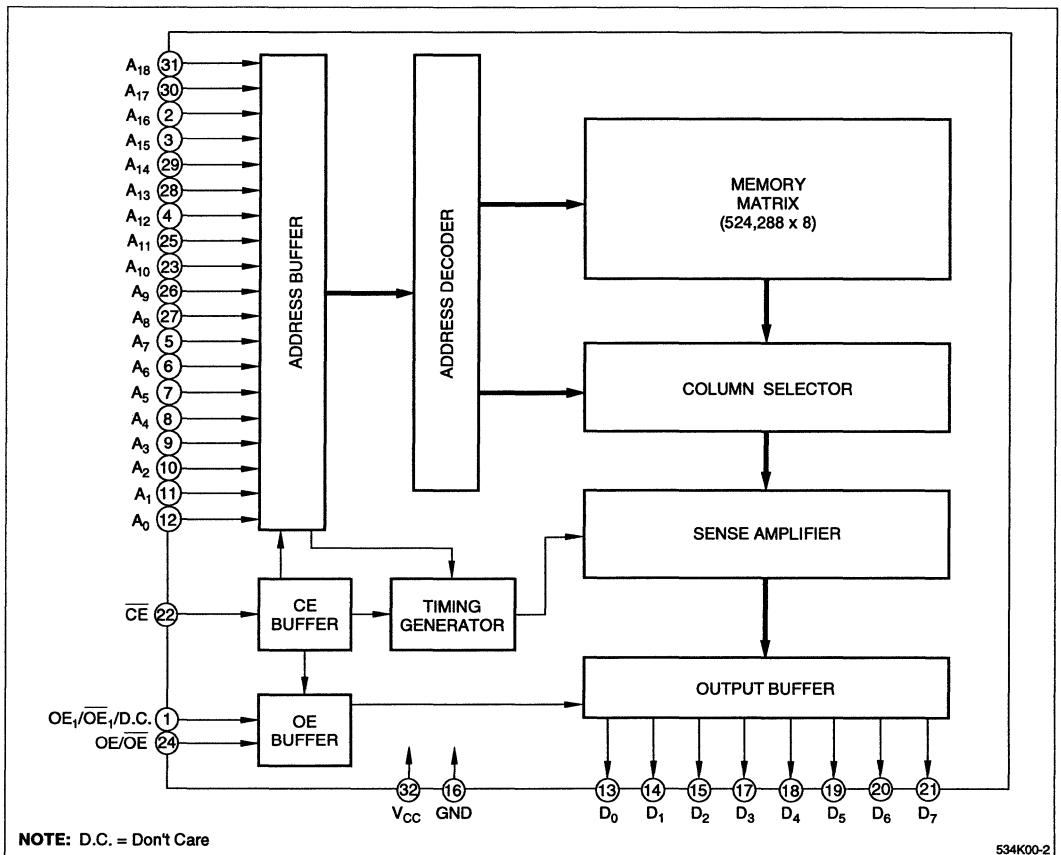 A18 31
A17 30
A16 2
A15 3
A14 29
A13 28
A12 4
A11 25
A10 23
A9 26
A8 27
A7 5
A6 6
A5 7
A4 8
A3 9
A2 10
A1 11
A0 12
ADDRESS BUFFER
ADDRESS DECODER
MEMORY
MATRIX
(524,288 x 8)
COLUMN SELECTOR
SENSE AMPLIFIER
C̅E̅ 22
CE
BUFFER
TIMING
GENERATOR
OUTPUT BUFFER
OE1/O̅E̅1/D.C. 1
OE/O̅E̅ 24
OE
BUFFER
32 16 13 14 15 17 18 19 20 21
VCC GND D0 D1 D2 D3 D4 D5 D6 D7
NOTE: D.C. = Don't Care
534K00-2